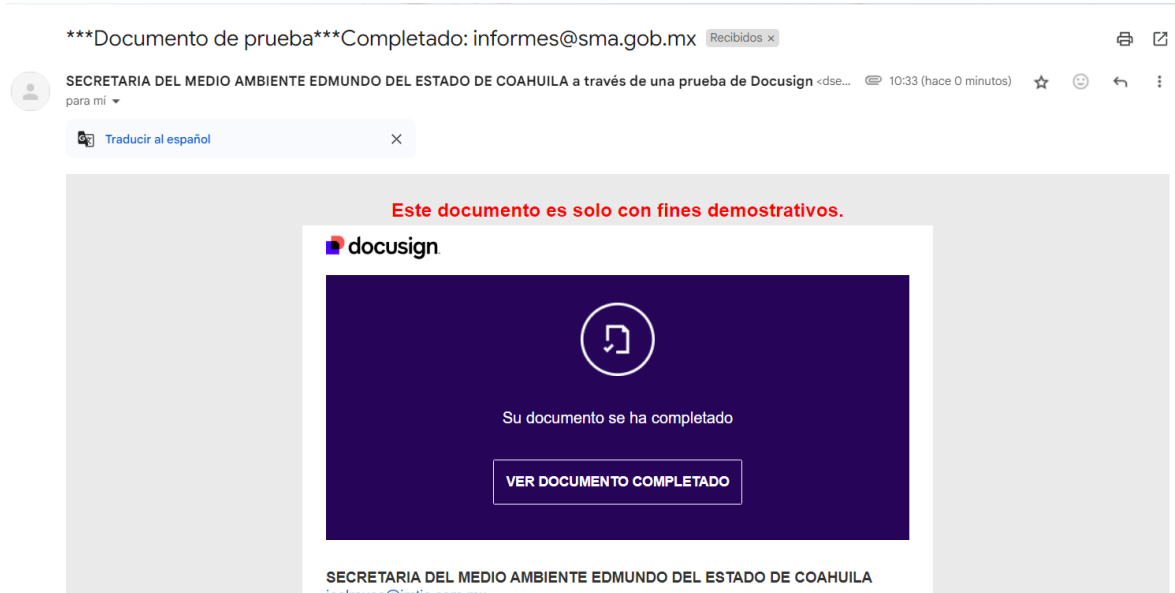 ***Documento de prueba***Completado: informes@sma.gob.mx Recibidos ×
SECRETARIA DEL MEDIO AMBIENTE EDMUNDO DEL ESTADO DE COAHUILA a través de una prueba de Docusign <dse... 10:33 (hace 0 minutos)
para mí
Traducir al español
Este documento es solo con fines demostrativos.
docusign
Su documento se ha completado
VER DOCUMENTO COMPLETADO
SECRETARIA DEL MEDIO AMBIENTE EDMUNDO DEL ESTADO DE COAHUILA